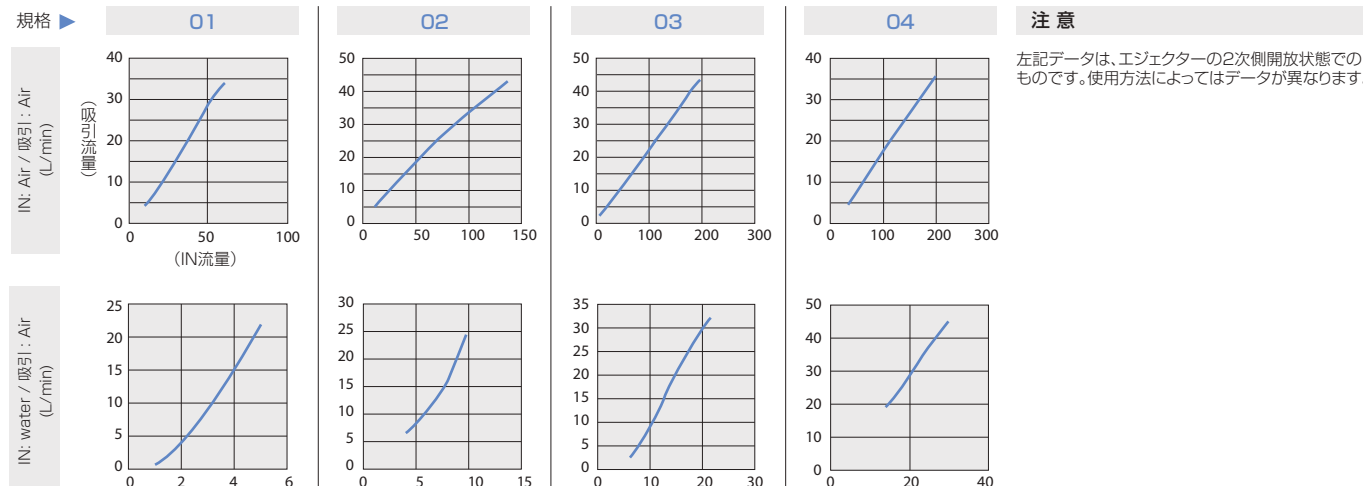 規格 ▶ 01 02 03 04 注 意
左記データは、エジェクターの2次側開放状態での
ものです。使用方法によってはデータが異なります
IN: Air / 吸引 : Air
(L/min)
(吸引流量)
40
30
20
10
0
0 50 100
(IN流量)
50
40
30
20
10
0
0 50 100 150
50
40
30
20
10
0
0 100 200 300
40
30
20
10
0
0 100 200 300
IN: water / 吸引 : Air
(L/min)
25
20
15
10
5
0
0 2 4 6
30
25
20
15
10
5
0
0 5 10 15
35
30
25
20
15
10
5
0
0 10 20 30
50
40
30
20
10
0
0 20 40